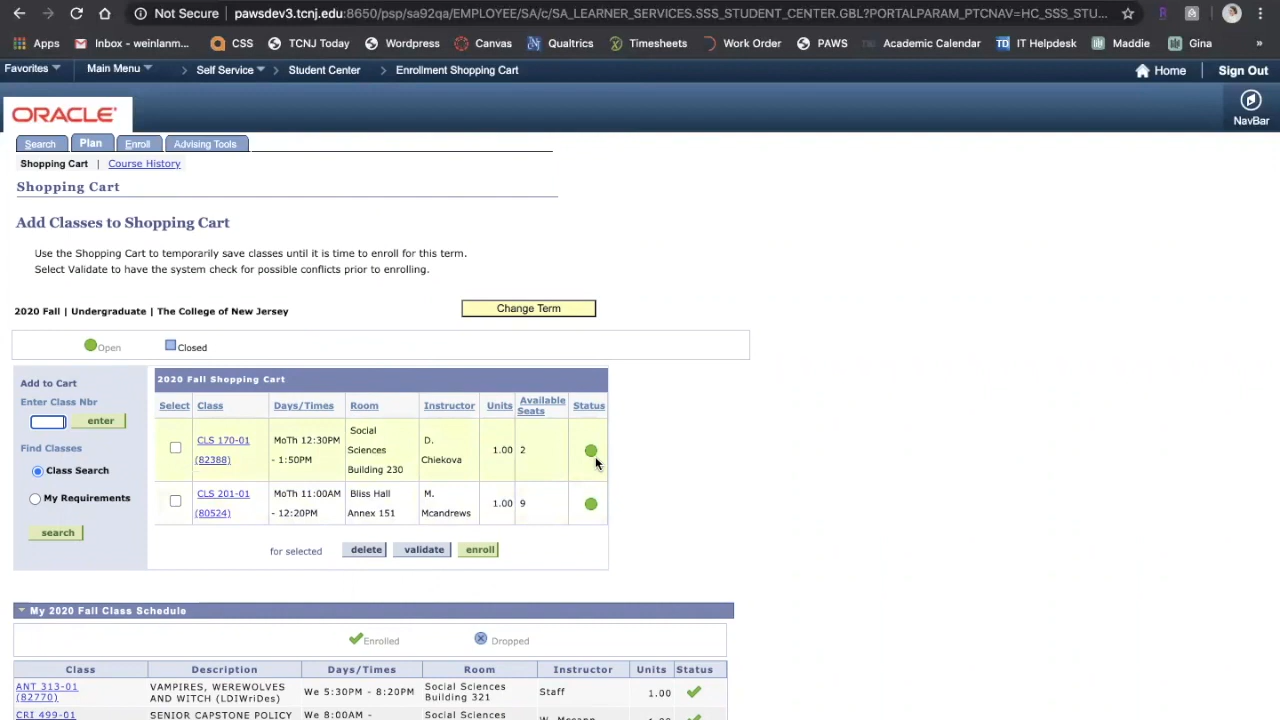 Not Secure | pawsdev3.tcnj.edu:8650/psp/sa92qa/EMPLOYEE/SA/c/SA_LEARNER_SERVICES.SSS_STUDENT_CENTER.GBL?PORTALPARAM_PTCNAV=HC_SSS_STU...
Apps Inbox - weinlanm... CSS TCNJ Today Wordpress Canvas Qualtrics Timesheets Work Order PAWS Academic Calendar IT Helpdesk Maddie Gina »
Favorites Main Menu > Self Service > Student Center > Enrollment Shopping Cart Home Sign Out
ORACLE' NavBar
Search Plan Enroll Advising Tools
Shopping Cart | Course History
Shopping Cart
Add Classes to Shopping Cart
Use the Shopping Cart to temporarily save classes until it is time to enroll for this term.
Select Validate to have the system check for possible conflicts prior to enrolling.
2020 Fall | Undergraduate | The College of New Jersey Change Term
Open Closed
Add to Cart
Enter Class Nbr
enter
Find Classes
Class Search
My Requirements
search
2020 Fall Shopping Cart
Select Class Days/Times Room Instructor Units Available Seats Status
CLS 170-01 (82388) MoTh 12:30PM - 1:50PM Social Sciences Building 230 D. Chiekova 1.00 2
CLS 201-01 (80524) MoTh 11:00AM - 12:20PM Bliss Hall Annex 151 M. Mcandrews 1.00 9
for selected delete validate enroll
My 2020 Fall Class Schedule
Enrolled Dropped
Class Description Days/Times Room Instructor Units Status
ANT 313-01 (82770) VAMPIRES, WEREWOLVES AND WITCH (LDIWriDes) We 5:30PM - 8:20PM Social Sciences Building 321 Staff 1.00
CRI 499-01 SENIOR CAPSTONE POLICY We 8:00AM - Social Sciences